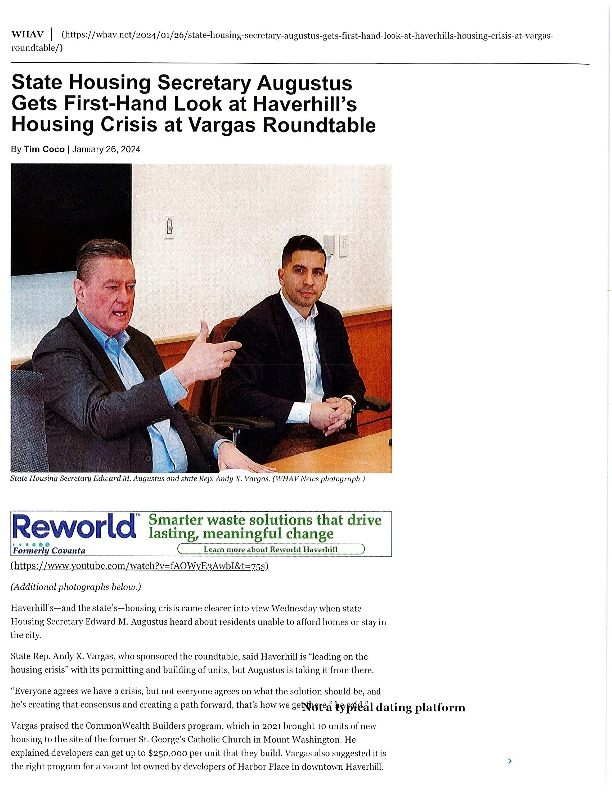 WHAV | (https://whav.net/2024/01/26/state-housing-secretary-augustus-gets-first-hand-look-at-haverhills-housing-crisis-at-vargas-
roundtable/)
State Housing Secretary Augustus
Gets First-Hand Look at Haverhill's
Housing Crisis at Vargas Roundtable
By Tim Coco | January 26, 2024
State Housing Secretary Edward M. Augustus and state Rep. Andy X. Vargas. (WHAV News photograph.)
Reworld™ Smarter waste solutions that drive
lasting, meaningful change
Formerly Covanta Learn more about Reworld Haverhill
(https://www.youtube.com/watch?v=fAOWyE3AwbI&t=75s)
(Additional photographs below.)
Haverhill's—and the state's—housing crisis came clearer into view Wednesday when state
Housing Secretary Edward M. Augustus heard about residents unable to afford homes or stay in
the city.
State Rep. Andy X. Vargas, who sponsored the roundtable, said Haverhill is "leading on the
housing crisis" with its permitting and building of units, but Augustus is taking it from there.
"Everyone agrees we have a crisis, but not everyone agrees on what the solution should be, and
he's creating that consensus and creating a path forward, that's how we get
Not a typical dating platform
Vargas praised the CommonWealth Builders program, which in 2021 brought 10 units of new
housing to the site of the former St. George's Catholic Church in Mount Washington. He
explained developers can get up to $250,000 per unit that they build. Vargas also suggested it is
the right program for a vacant lot owned by developers of Harbor Place in downtown Haverhill.